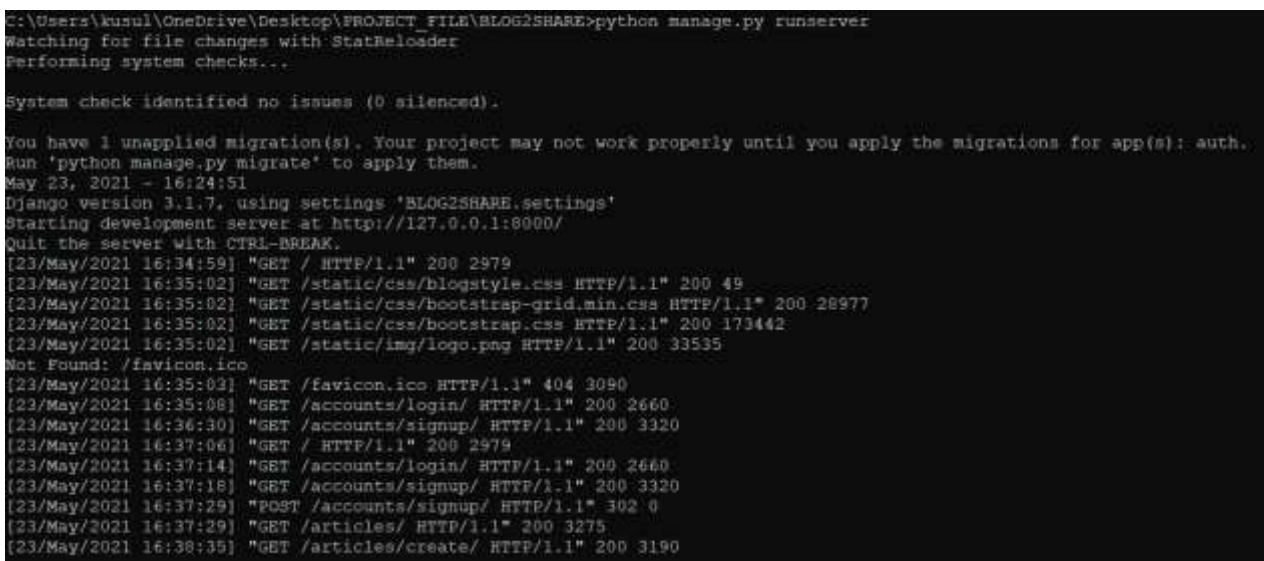 C:\Users\kusul\OneDrive\Desktop\PROJECT_FILE\BLOG2SHARE>python manage.py runserver
Watching for file changes with StatReloader
Performing system checks...
System check identified no issues (0 silenced).
You have 1 unapplied migration(s). Your project may not work properly until you apply the migrations for app(s): auth.
Run 'python manage.py migrate' to apply them.
May 23, 2021 - 16:24:51
Django version 3.1.7, using settings 'BLOG2SHARE.settings'
Starting development server at http://127.0.0.1:8000/
Quit the server with CTRL-BREAK.
[23/May/2021 16:34:59] "GET / HTTP/1.1" 200 2979
[23/May/2021 16:35:02] "GET /static/css/blogstyle.css HTTP/1.1" 200 49
[23/May/2021 16:35:02] "GET /static/css/bootstrap-grid.min.css HTTP/1.1" 200 28977
[23/May/2021 16:35:02] "GET /static/css/bootstrap.css HTTP/1.1" 200 173442
[23/May/2021 16:35:02] "GET /static/img/logo.png HTTP/1.1" 200 33535
Not Found: /favicon.ico
[23/May/2021 16:35:03] "GET /favicon.ico HTTP/1.1" 404 3090
[23/May/2021 16:35:08] "GET /accounts/login/ HTTP/1.1" 200 2660
[23/May/2021 16:36:30] "GET /accounts/signup/ HTTP/1.1" 200 3320
[23/May/2021 16:37:06] "GET / HTTP/1.1" 200 2979
[23/May/2021 16:37:14] "GET /accounts/login/ HTTP/1.1" 200 2660
[23/May/2021 16:37:18] "GET /accounts/signup/ HTTP/1.1" 200 3320
[23/May/2021 16:37:29] "POST /accounts/signup/ HTTP/1.1" 302 0
[23/May/2021 16:37:29] "GET /articles/ HTTP/1.1" 200 3275
[23/May/2021 16:38:35] "GET /articles/create/ HTTP/1.1" 200 3190